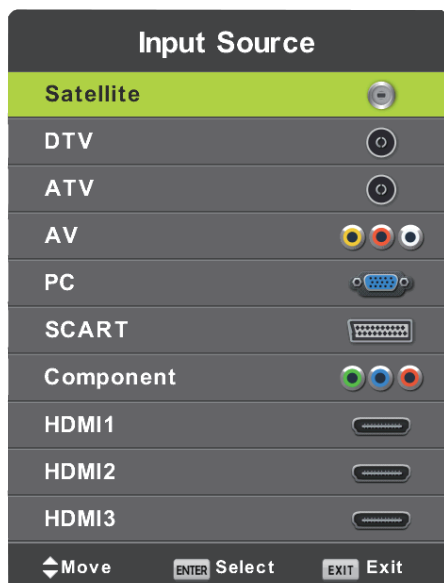 Input Source
Satellite
DTV
ATV
AV
PC
SCART
Component
HDMI1
HDMI2
HDMI3
Move ENTER Select EXIT Exit